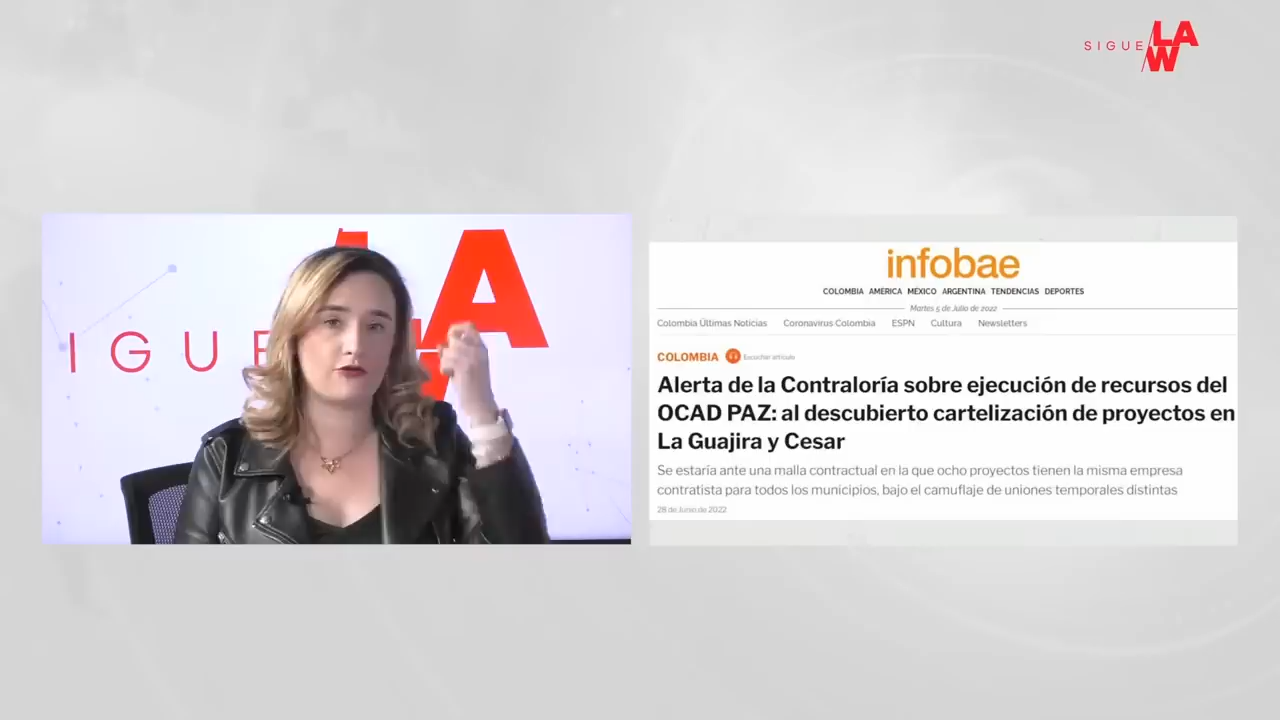 SIGUE LAW
IGUE
A
infobae
COLOMBIA AMÉRICA MÉXICO ARGENTINA TENDENCIAS DEPORTES
Martes 5 de Julio de 2022
Colombia Últimas Noticias Coronavirus Colombia ESPN Cultura Newsletters
COLOMBIA Escuchar artículo
Alerta de la Contraloría sobre ejecución de recursos del
OCAD PAZ: al descubierto cartelización de proyectos en
La Guajira y Cesar
Se estaría ante una malla contractual en la que ocho proyectos tienen la misma empresa
contratista para todos los municipios, bajo el camuflaje de uniones temporales distintas
28 de Junio de 2022